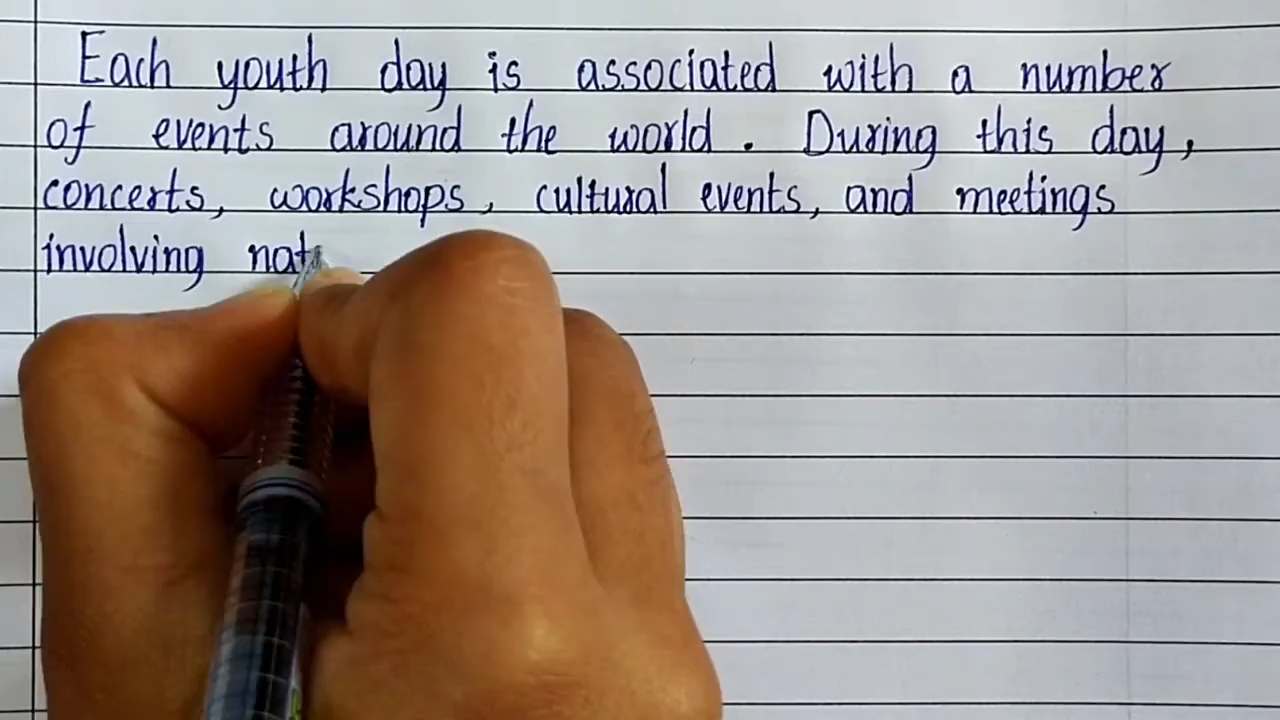 Each youth day is associated with a number
of events around the world. During this day,
concerts, workshops, cultural events, and meetings
involving